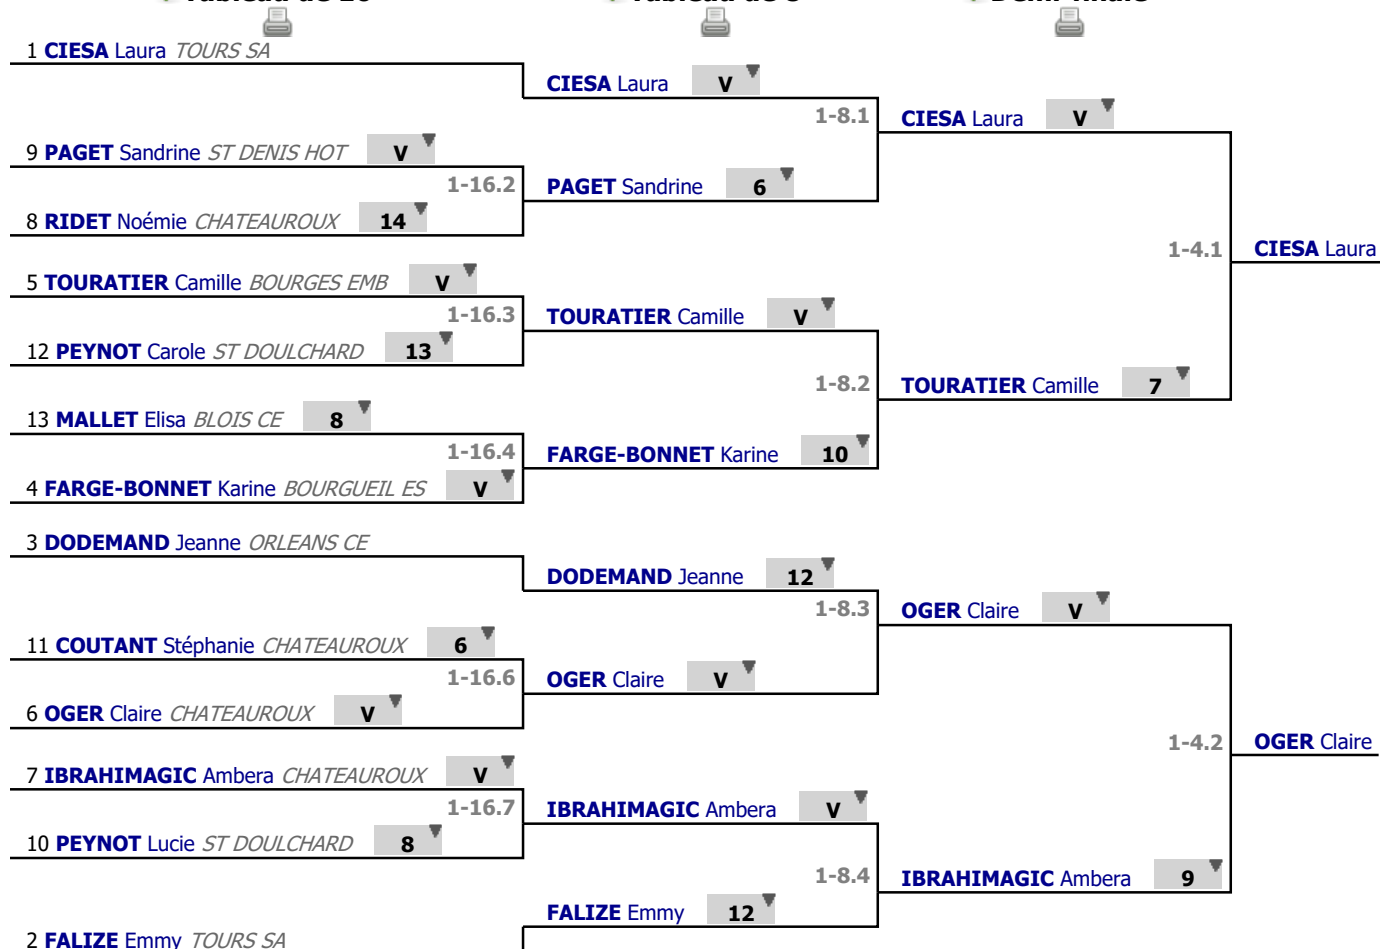 1 CIESA Laura TOURS SA
CIESA Laura V
1-8.1
CIESA Laura V
9 PAGET Sandrine ST DENIS HOT V
1-16.2
PAGET Sandrine 6
8 RIDET Noémie CHATEAUROUX 14
1-4.1
CIESA Laura
5 TOURATIER Camille BOURGES EMB V
1-16.3
TOURATIER Camille V
12 PEYNOT Carole ST DOULCHARD 13
1-8.2
TOURATIER Camille 7
13 MALLET Elisa BLOIS CE 8
1-16.4
FARGE-BONNET Karine 10
4 FARGE-BONNET Karine BOURGUEIL ES V
3 DODEMAND Jeanne ORLEANS CE
DODEMAND Jeanne 12
1-8.3
OGER Claire V
11 COUTANT Stéphanie CHATEAUROUX 6
1-16.6
OGER Claire V
6 OGER Claire CHATEAUROUX V
1-4.2
OGER Claire
7 IBRAHIMAGIC Ambera CHATEAUROUX V
1-16.7
IBRAHIMAGIC Ambera V
10 PEYNOT Lucie ST DOULCHARD 8
1-8.4
IBRAHIMAGIC Ambera 9
FALIZE Emmy 12
2 FALIZE Emmy TOURS SA